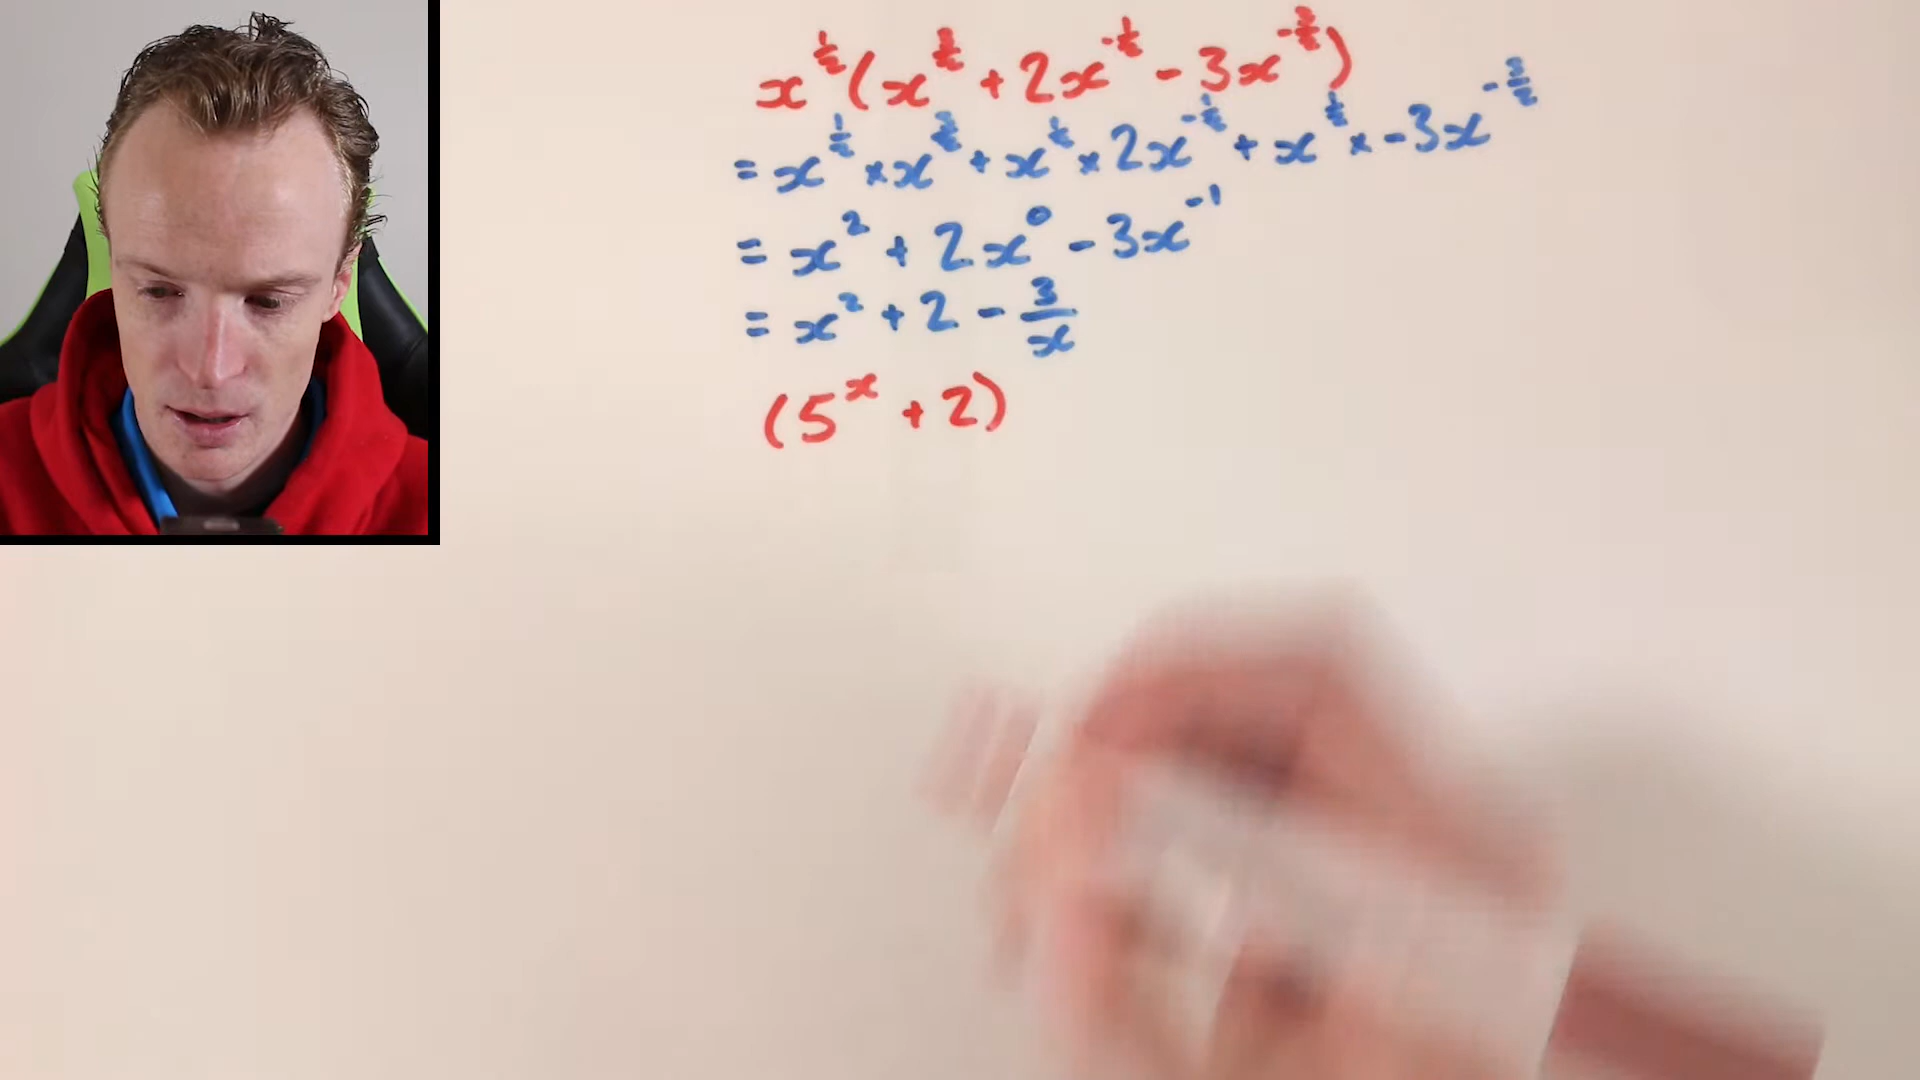 x^{1/2}(x^{3/2} + 2x^{-1/2} - 3x^{-3/2})
= x^{1/2} × x^{3/2} + x^{1/2} × 2x^{-1/2} + x^{1/2} × -3x^{-3/2}
= x^2 + 2x^0 - 3x^{-1}
= x^2 + 2 - 3/x
(5^x + 2)